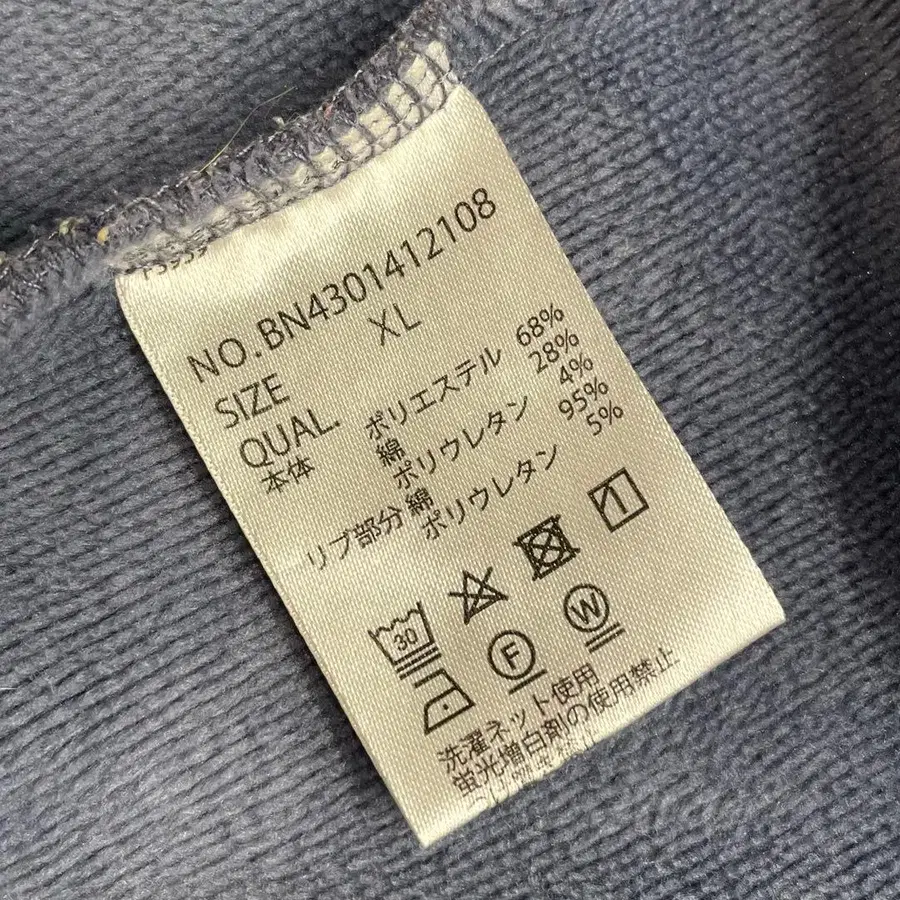 NO.BN4301412108
SIZE XL
QUAL.
本体 ポリエステル 68%
綿 28%
ポリウレタン 4%
リブ部分 綿 95%
ポリウレタン 5%
30
F
W
洗濯ネット使用
蛍光増白剤の使用禁止